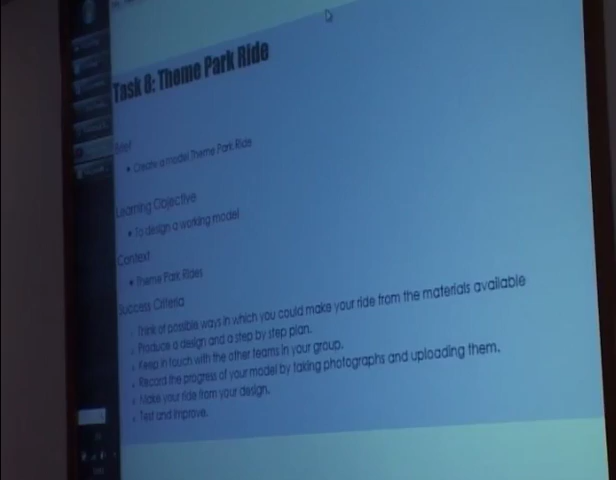 Task 8: Theme Park Ride
Brief
• Create a model Theme Park Ride
Learning Objective
• To design a working model
Context
• Theme Park Rides
Success Criteria
Think of possible ways in which you could make your ride from the materials available
Produce a design and a step by step plan.
Keep in touch with the other teams in your group.
Record the progress of your model by taking photographs and uploading them.
Make your ride from your design.
Test and improve.